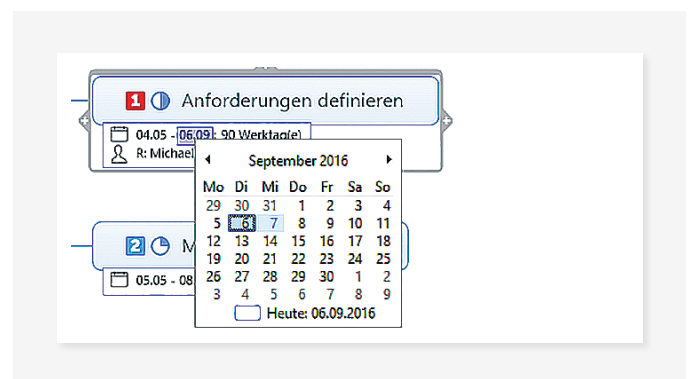 1 Anforderungen definieren
04.05 - 06.09: 90 Werktag(e)
R: Michael
September 2016
Mo Di Mi Do Fr Sa So
29 30 31 1 2 3 4
5 6 7 8 9 10 11
12 13 14 15 16 17 18
19 20 21 22 23 24 25
26 27 28 29 30 1 2
3 4 5 6 7 8 9
Heute: 06.09.2016
2 M
05.05 - 08